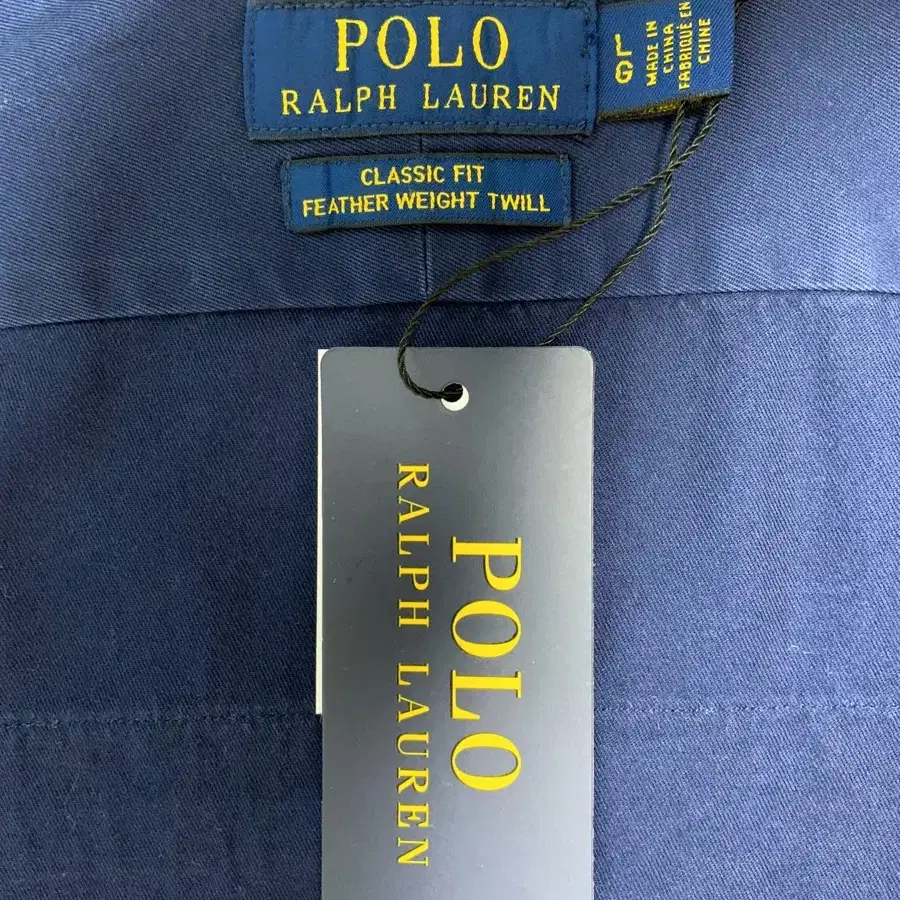 POLO
RALPH LAUREN
L
G
MADE IN
CHINA
FABRIQUÉ EN
CHINE
CLASSIC FIT
FEATHER WEIGHT TWILL
POLO
RALPH LAUREN